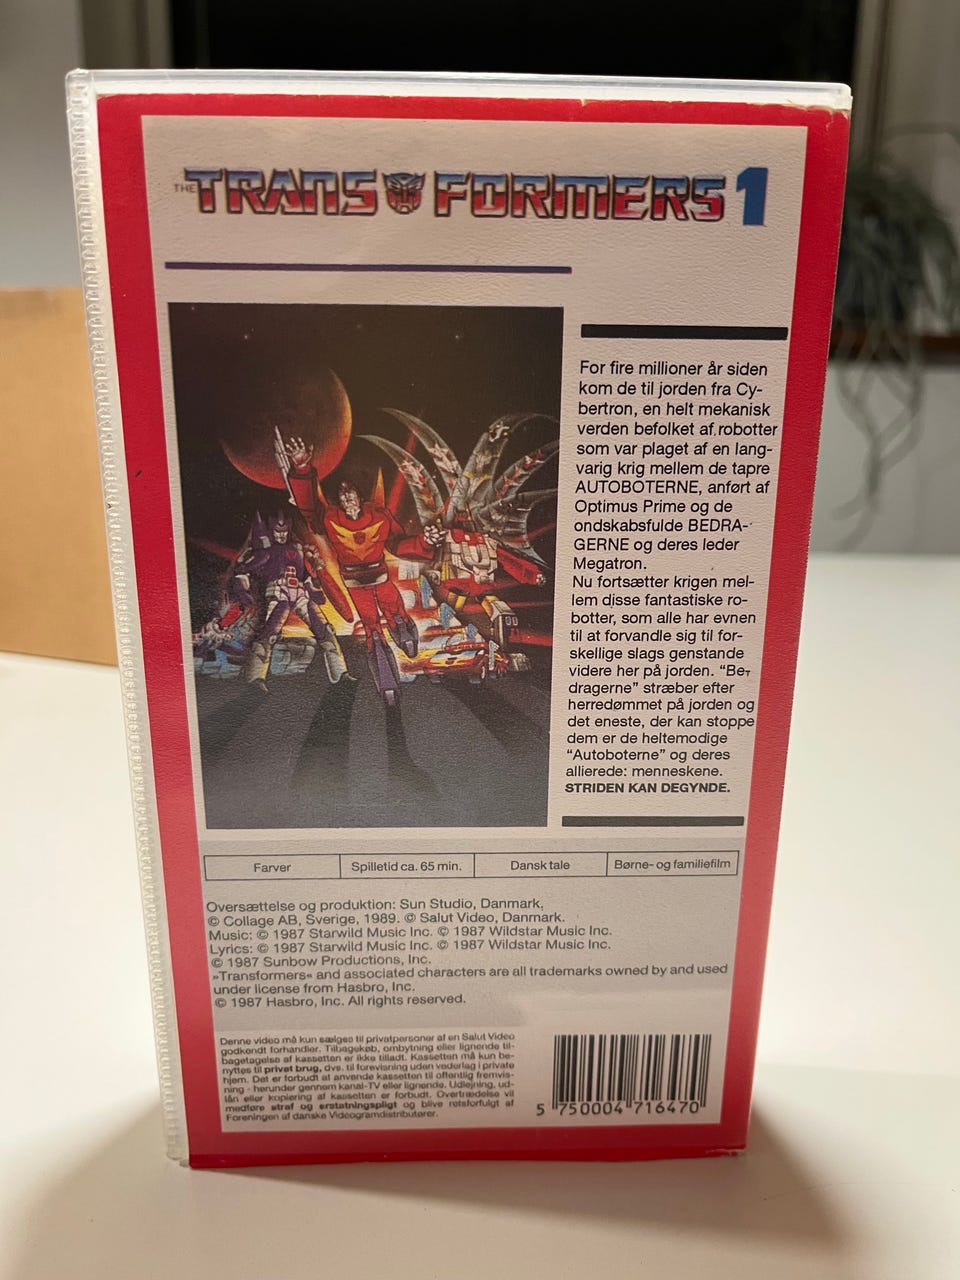 THE TRANSFORMERS 1
For fire millioner år siden
kom de til jorden fra Cy-
bertron, en helt mekanisk
verden befolket af robotter
som var plaget af en lang-
varig krig mellem de tapre
AUTOBOTERNE, anført af
Optimus Prime og de
ondskabsfulde BEDRA-
GERNE og deres leder
Megatron.
Nu fortsætter krigen mel-
lem disse fantastiske ro-
botter, som alle har evnen
til at forvandle sig til for-
skellige slags genstande
videre her på jorden. “Be-
dragerne” stræber efter
herredømmet på jorden og
det eneste, der kan stoppe
dem er de heltemodige
“Autoboterne” og deres
allierede: menneskene.
STRIDEN KAN DEGYNDE.
Farver
Spilletid ca. 65 min.
Dansk tale
Børne- og familiefilm
Oversættelse og produktion: Sun Studio, Danmark,
© Collage AB, Sverige, 1989. © Salut Video, Danmark.
Music: © 1987 Starwild Music Inc. © 1987 Wildstar Music Inc.
Lyrics: © 1987 Starwild Music Inc. © 1987 Wildstar Music Inc.
© 1987 Sunbow Productions, Inc.
»Transformers« and associated characters are all trademarks owned by and used
under license from Hasbro, Inc.
© 1987 Hasbro, Inc. All rights reserved.
Denne video må kun sælges til privatpersoner af en Salut Video
godkendt forhandler. Tilbagekøb, ombytning eller lignende til-
bagetagelse af kassetten er ikke tilladt. Kassetten må kun be-
nyttes til privat brug, dvs. til forevisning uden vederlag i private
hjem. Det er forbudt at anvende kassetten til offentlig fremvis-
ning - herunder gennem kanal-TV eller lignende. Udlejning, ud-
lån eller kopiering af kassetten er forbudt. Overtrædelse vil
medføre straf og erstatningspligt og blive retsforfulgt af
Foreningen af danske Videogramdistributører.
5 750004 716470